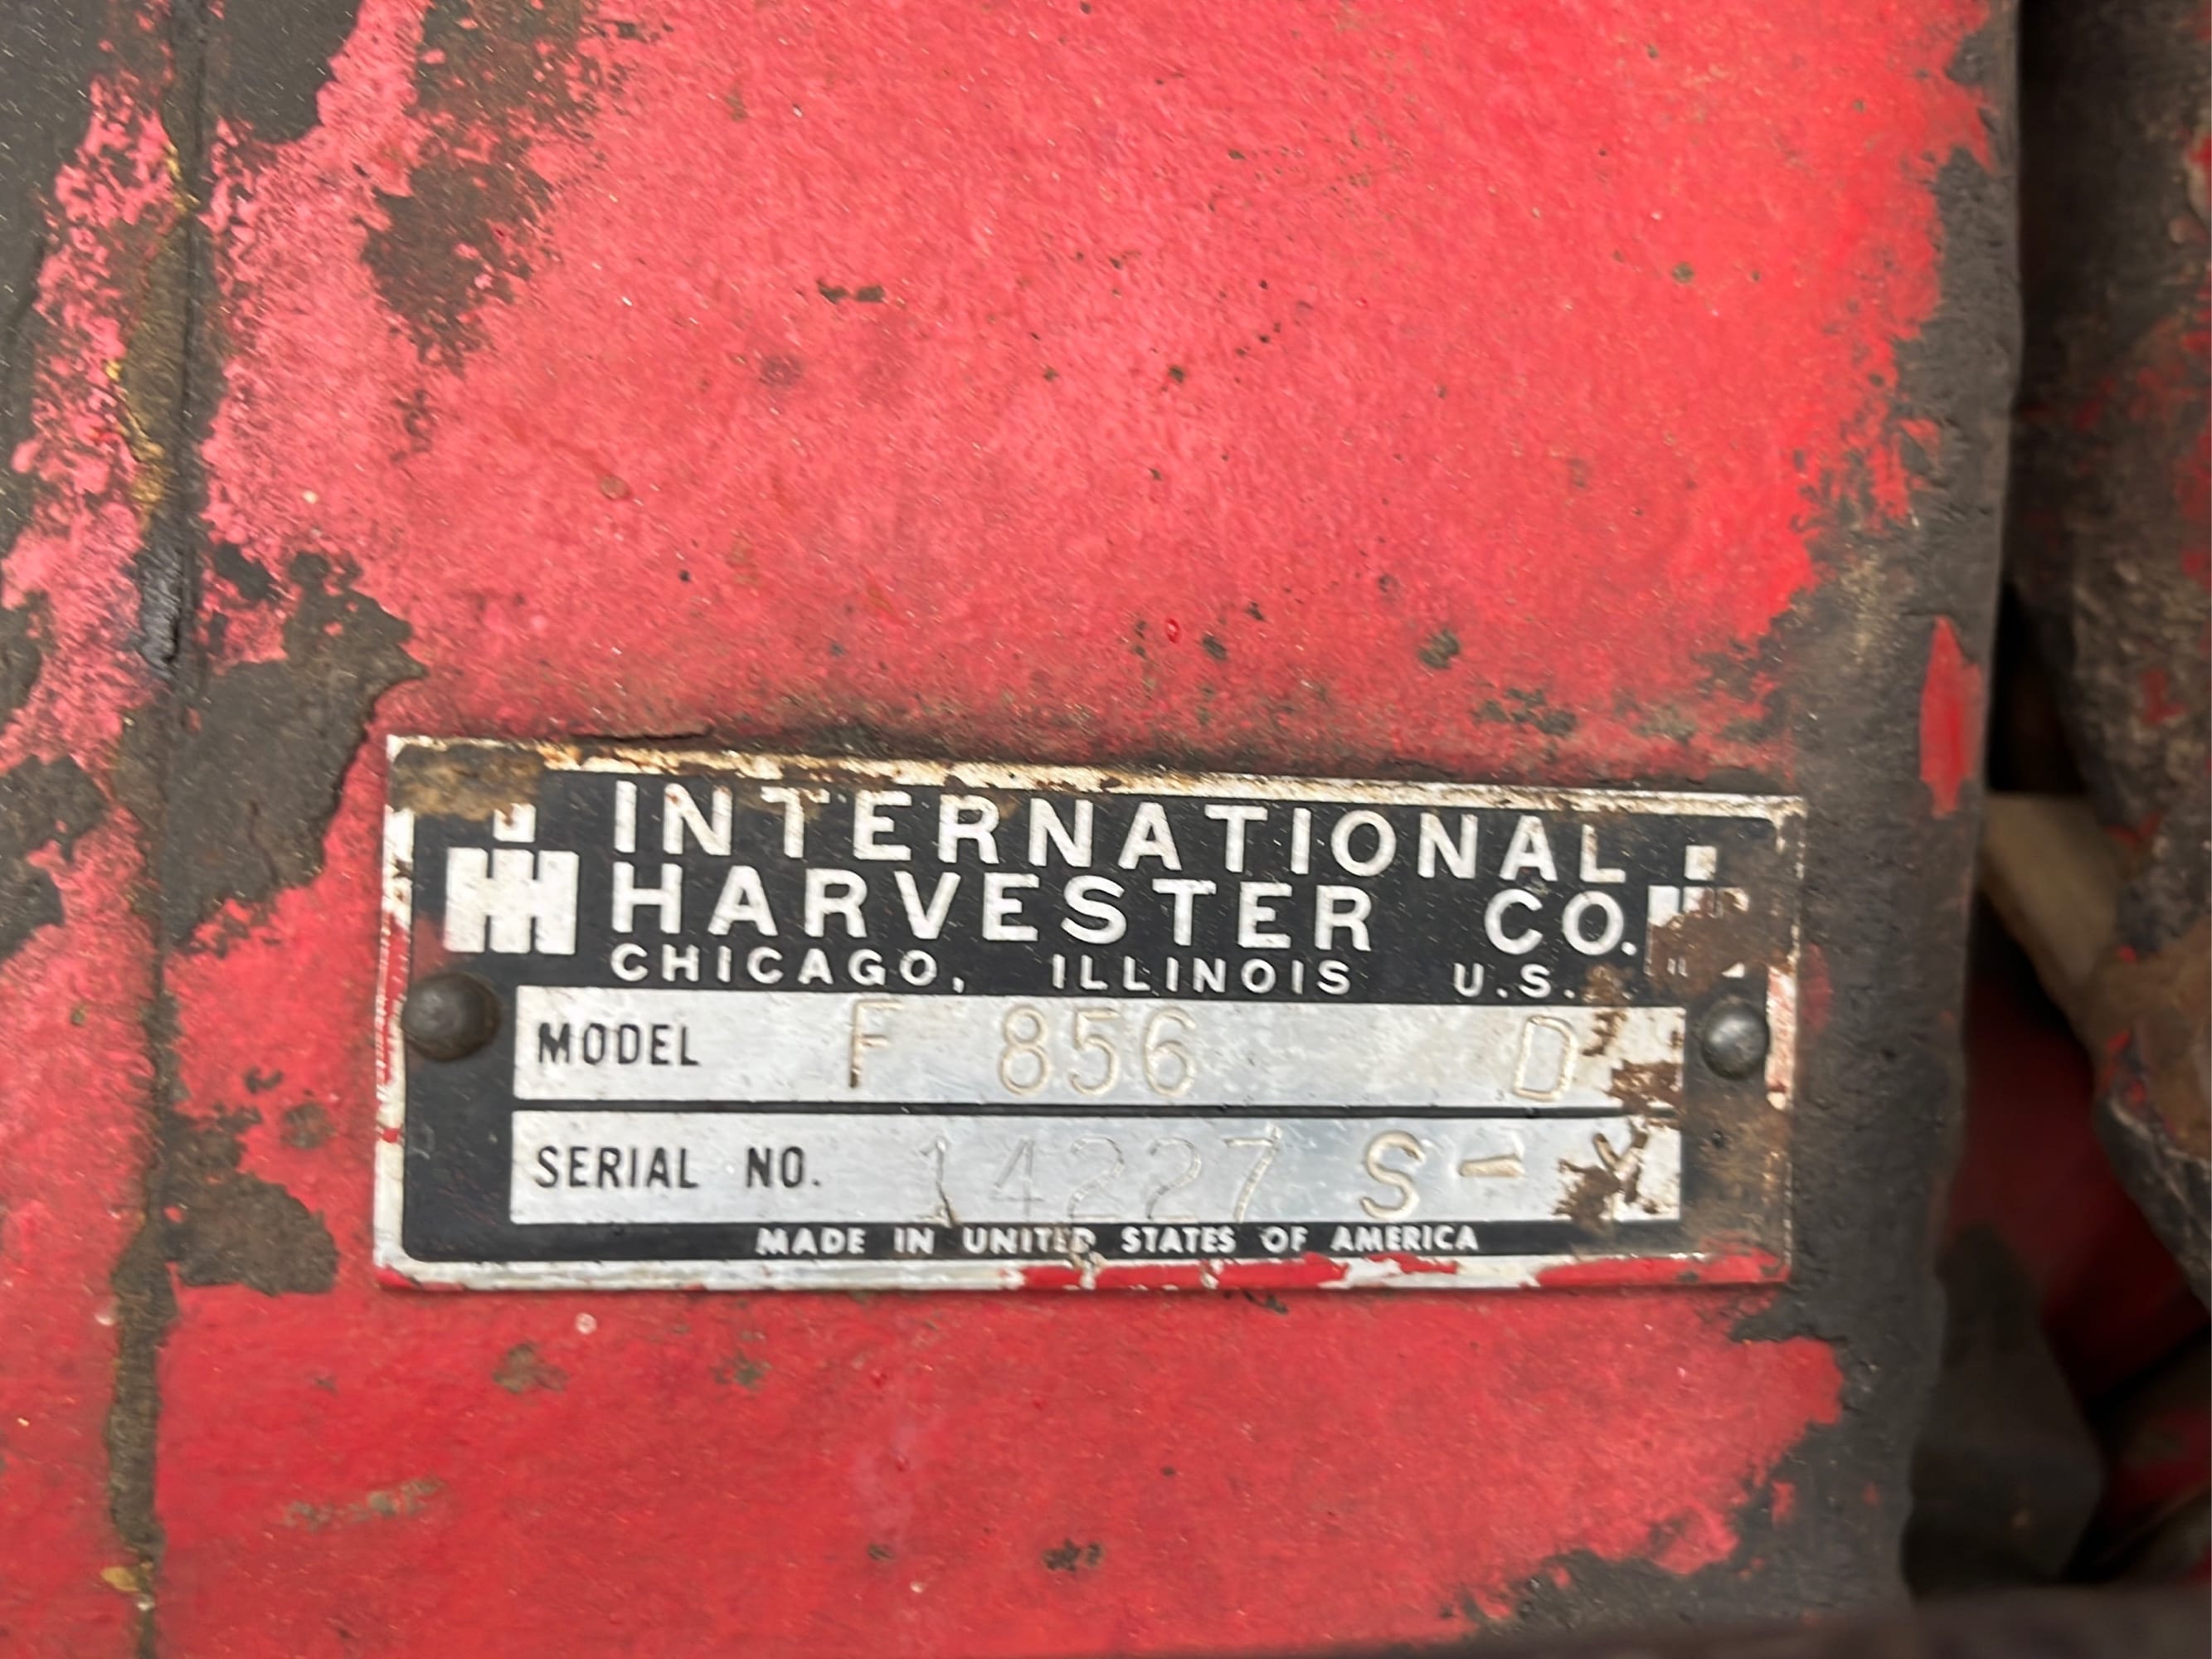 INTERNATIONAL
HARVESTER CO.
CHICAGO, ILLINOIS U.S.
MODEL F 856 D
SERIAL NO. 14227 S-Y
MADE IN UNITED STATES OF AMERICA